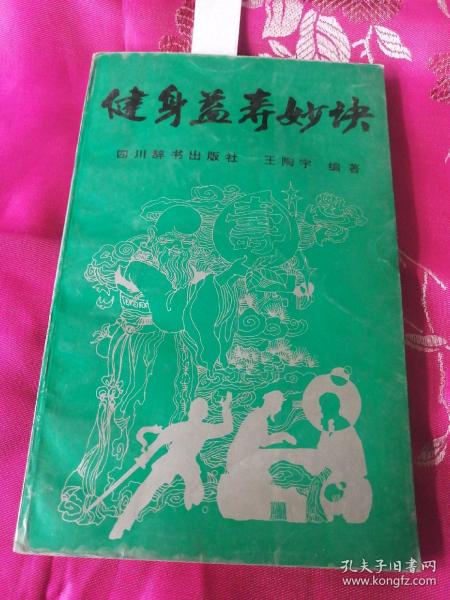 健身益寿妙诀
四川辞书出版社 王陶宇 编著
壽
孔夫子旧书网
www.kongfz.com